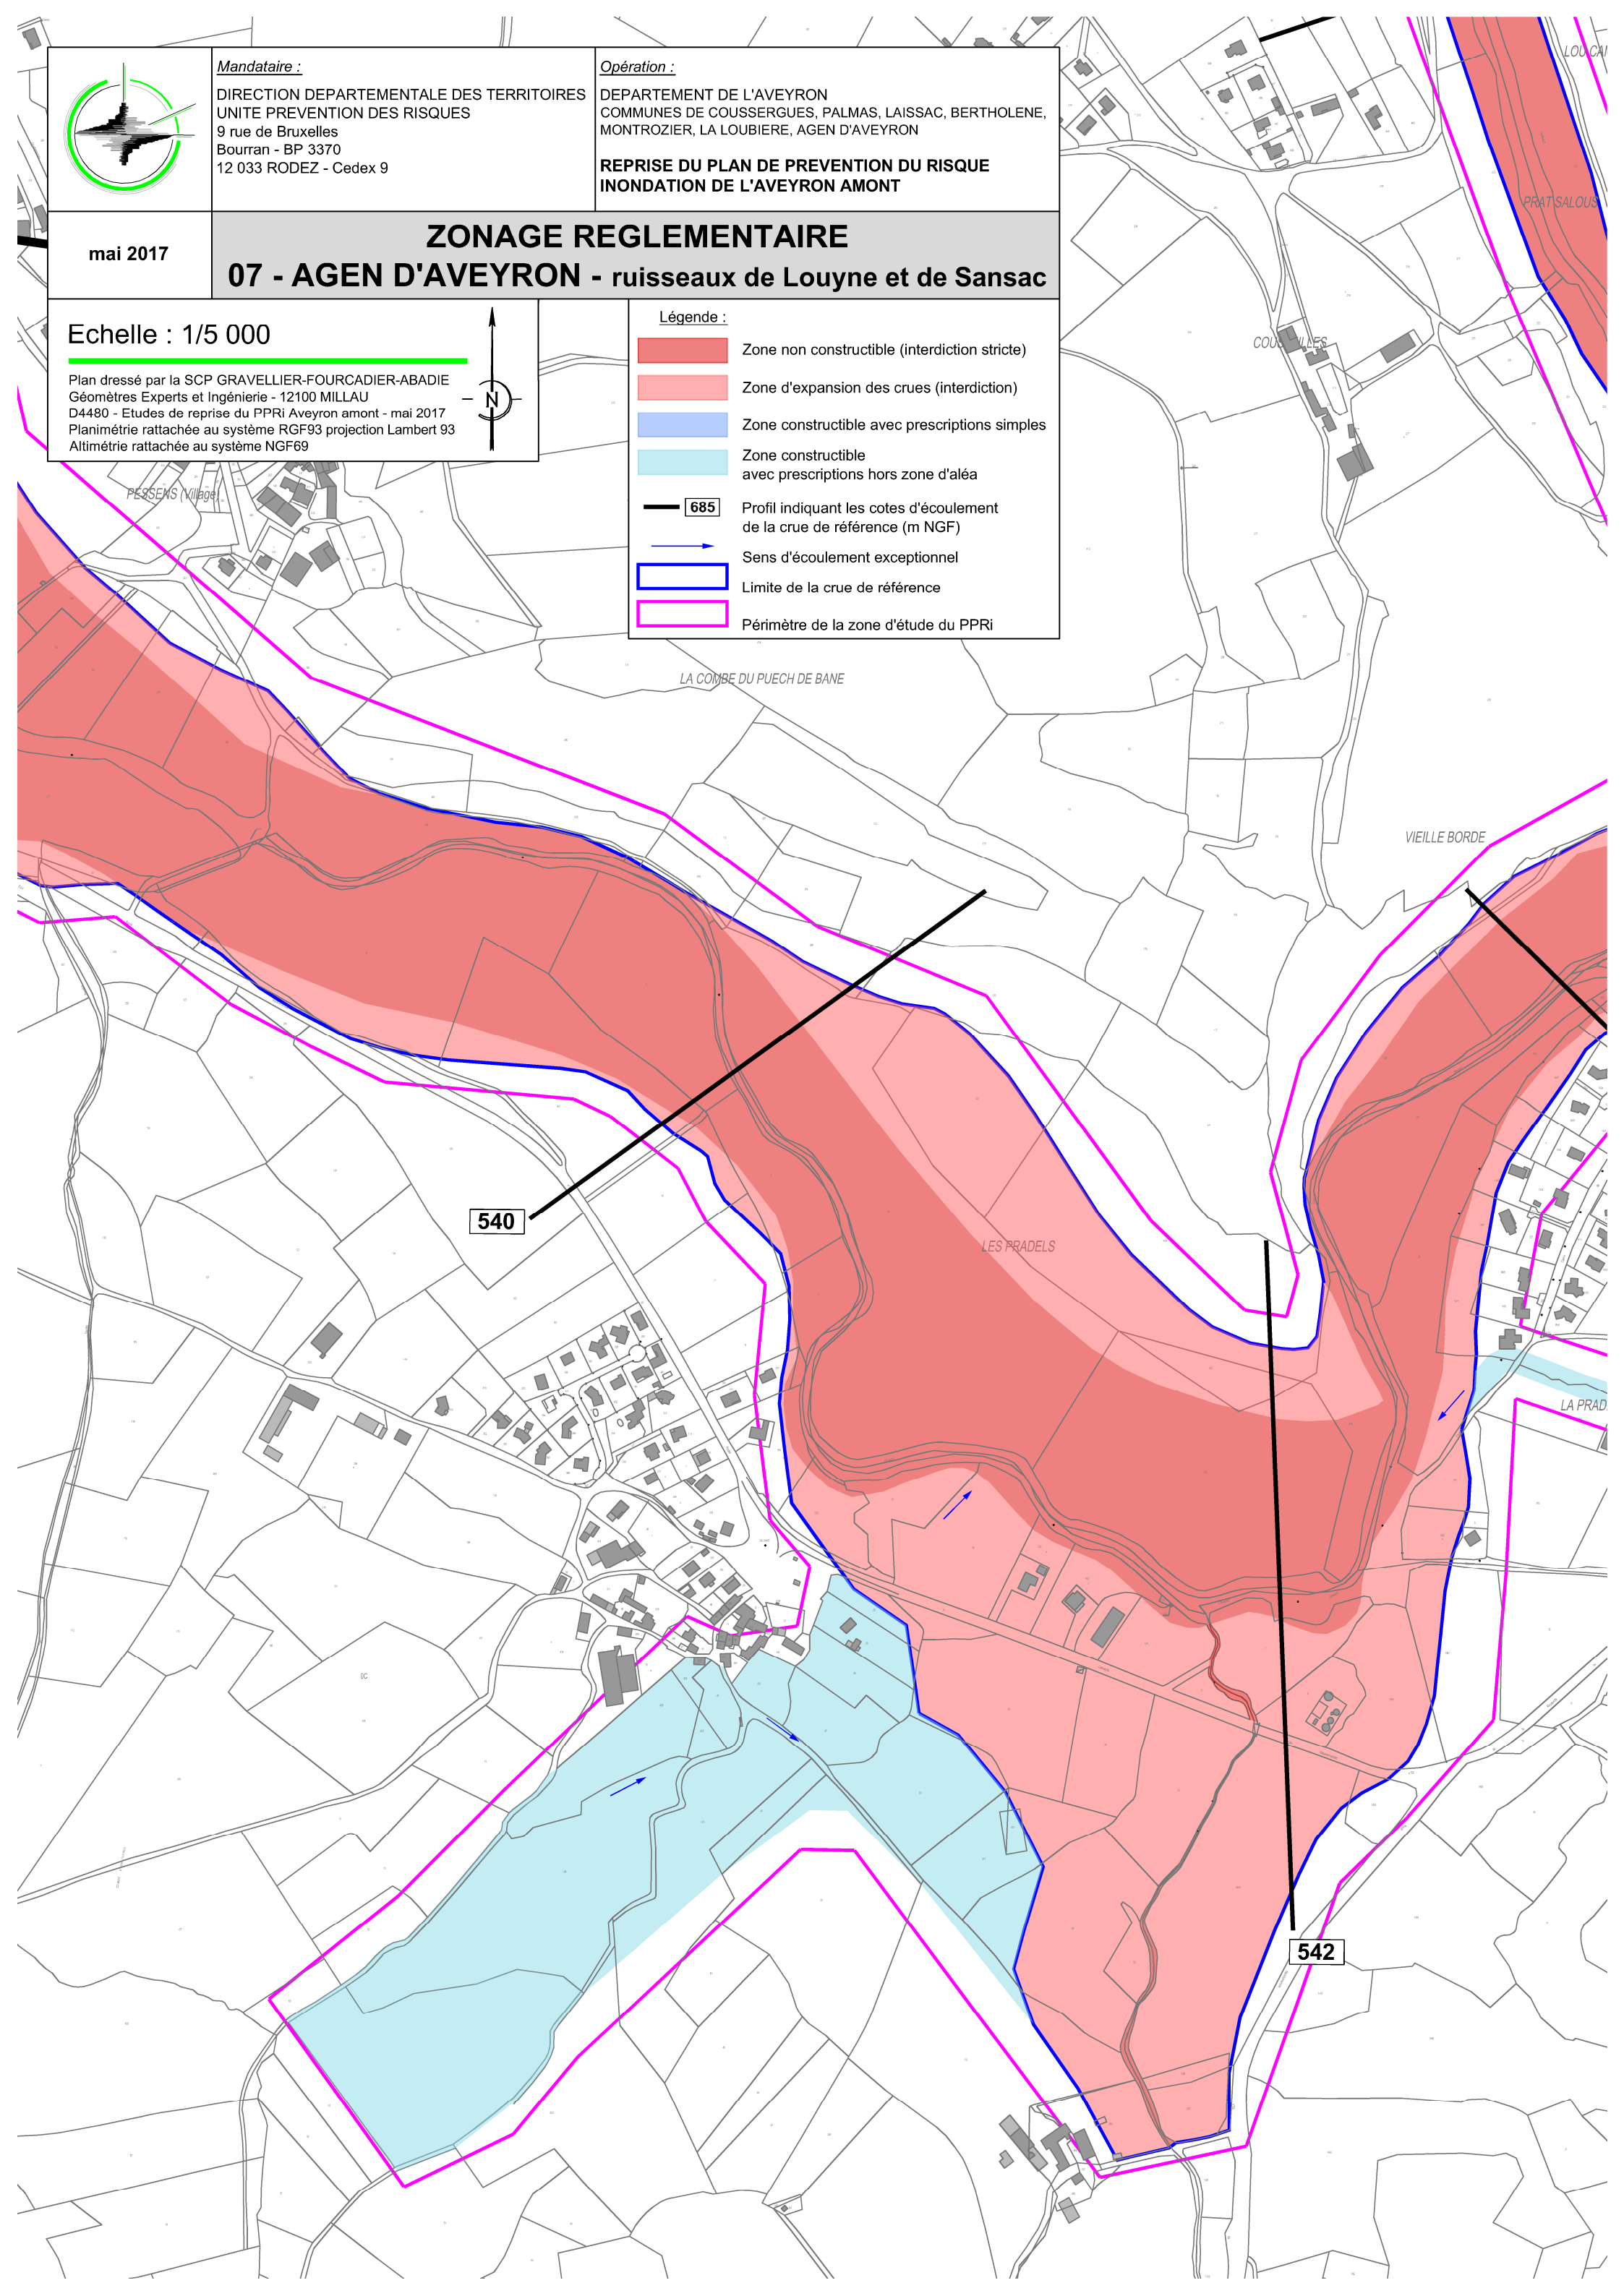 Mandataire :
DIRECTION DEPARTEMENTALE DES TERRITOIRES
UNITE PREVENTION DES RISQUES
9 rue de Bruxelles
Bourran - BP 3370
12 033 RODEZ - Cedex 9
Opération :
DEPARTEMENT DE L'AVEYRON
COMMUNES DE COUSSERGUES, PALMAS, LAISSAC, BERTHOLENE,
MONTROZIER, LA LOUBIERE, AGEN D'AVEYRON
REPRISE DU PLAN DE PREVENTION DU RISQUE
INONDATION DE L'AVEYRON AMONT
mai 2017
ZONAGE REGLEMENTAIRE
07 - AGEN D'AVEYRON - ruisseaux de Louyne et de Sansac
Echelle : 1/5 000
Plan dressé par la SCP GRAVELLIER-FOURCADIER-ABADIE
Géomètres Experts et Ingénierie - 12100 MILLAU
D4480 - Etudes de reprise du PPRi Aveyron amont - mai 2017
Planimétrie rattachée au système RGF93 projection Lambert 93
Altimétrie rattachée au système NGF69
N
Légende :
Zone non constructible (interdiction stricte)
Zone d'expansion des crues (interdiction)
Zone constructible avec prescriptions simples
Zone constructible
avec prescriptions hors zone d'aléa
685
Profil indiquant les cotes d'écoulement
de la crue de référence (m NGF)
Sens d'écoulement exceptionnel
Limite de la crue de référence
Périmètre de la zone d'étude du PPRi
LOU CAI
PRAT SALOUS
PESSENS (Village)
LA COMBE DU PUECH DE BANE
VIEILLE BORDE
540
LES PRADELS
LA PRAD
542